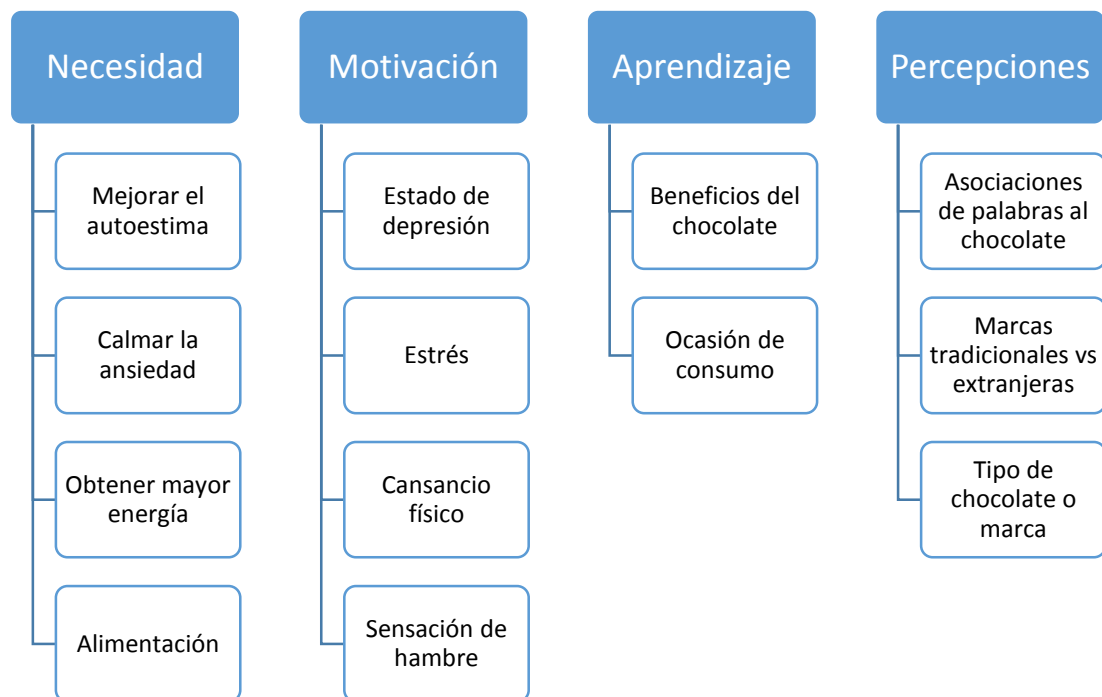 Necesidad
Mejorar el
autoestima
Calmar la
ansiedad
Obtener mayor
energía
Alimentación
Motivación
Estado de
depresión
Estrés
Cansancio
físico
Sensación de
hambre
Aprendizaje
Beneficios del
chocolate
Ocasión de
consumo
Percepciones
Asociaciones
de palabras al
chocolate
Marcas
tradicionales vs
extranjeras
Tipo de
chocolate o
marca